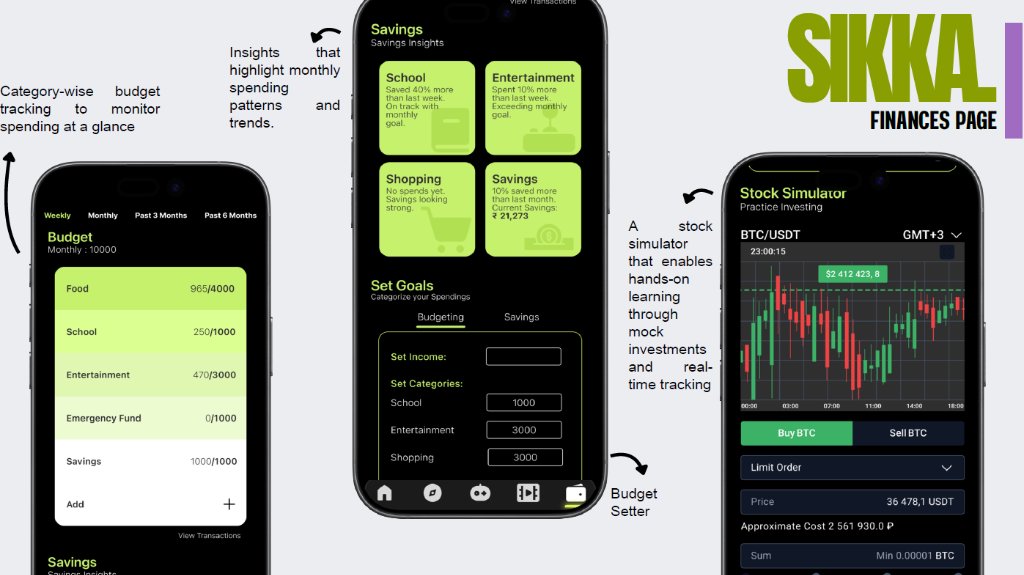 SIKKA
FINANCES PAGE
Category-wise budget
tracking to monitor
spending at a glance
Weekly Monthly Past 3 Months Past 6 Months
Budget
Monthly : 10000
Food 965/4000
School 250/1000
Entertainment 470/3000
Emergency Fund 0/1000
Savings 1000/1000
Add +
View Transactions
Savings
Savings Insights
Insights that
highlight monthly
spending
patterns and
trends.
View Transactions
Savings
Savings Insights
School
Saved 40% more
than last week.
On track with
monthly
goal.
Entertainment
Spent 10% more
than last week.
Exceeding monthly
goal.
Shopping
No spends yet.
Savings looking
strong.
Savings
10% saved more
than last month.
Current Savings:
₹ 21,273
Set Goals
Categorize your Spendings
Budgeting Savings
Set Income:
Set Categories:
School 1000
Entertainment 3000
Shopping 3000
Budget
Setter
A stock
simulator
that enables
hands-on
learning
through
mock
investments
and real-
time tracking
Stock Simulator
Practice Investing
BTC/USDT GMT+3
23:00:15
$2 412 423, 8
00:00 03:00 07:00 11:00 14:00 18:00
Buy BTC Sell BTC
Limit Order
Price 36 478,1 USDT
Approximate Cost 2 561 930.0 ₽
Sum Min 0.00001 BTC